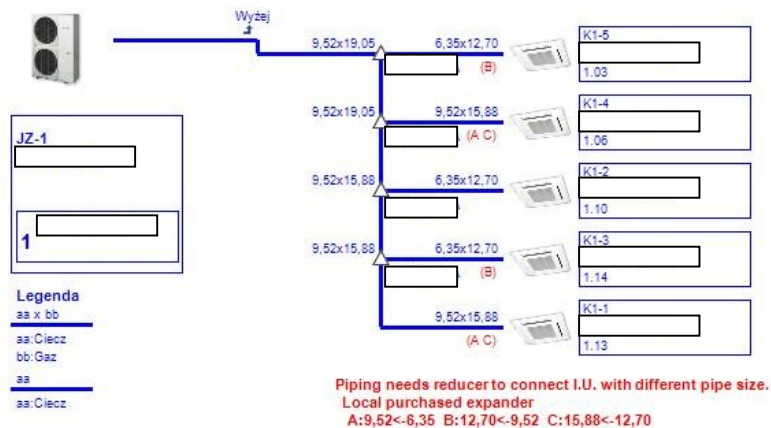 Wyżej
9,52x19,05
6,35x12,70
(B)
K1-5
1.03
9,52x19,05
9,52x15,88
(A C)
K1-4
1.06
JZ-1
9,52x15,88
6,35x12,70
K1-2
1.10
1
9,52x15,88
6,35x12,70
(B)
K1-3
1.14
Legenda
aa x bb
aa:Ciecz
bb:Gaz
aa
aa:Ciecz
9,52x15,88
(A C)
K1-1
1.13
Piping needs reducer to connect I.U. with different pipe size.
Local purchased expander
A:9,52<-6,35 B:12,70<-9,52 C:15,88<-12,70